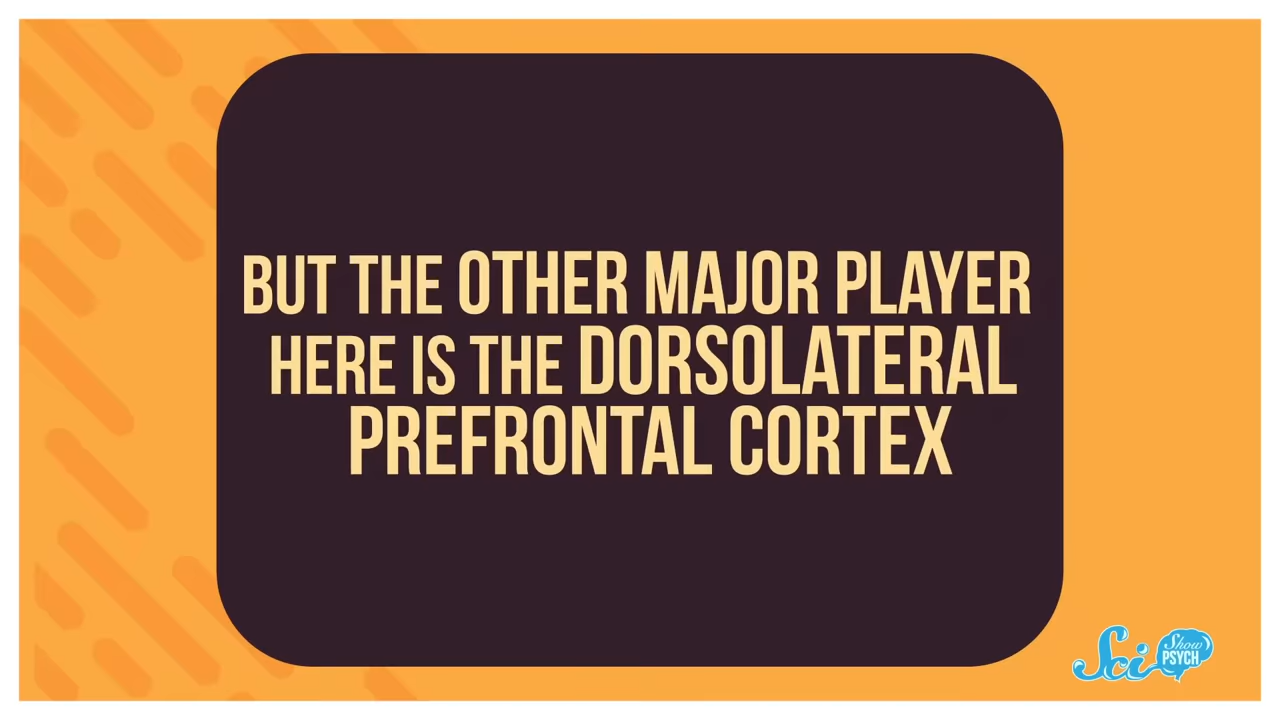 BUT THE OTHER MAJOR PLAYER
HERE IS THE DORSOLATERAL
PREFRONTAL CORTEX
Sci Show
PSYCH